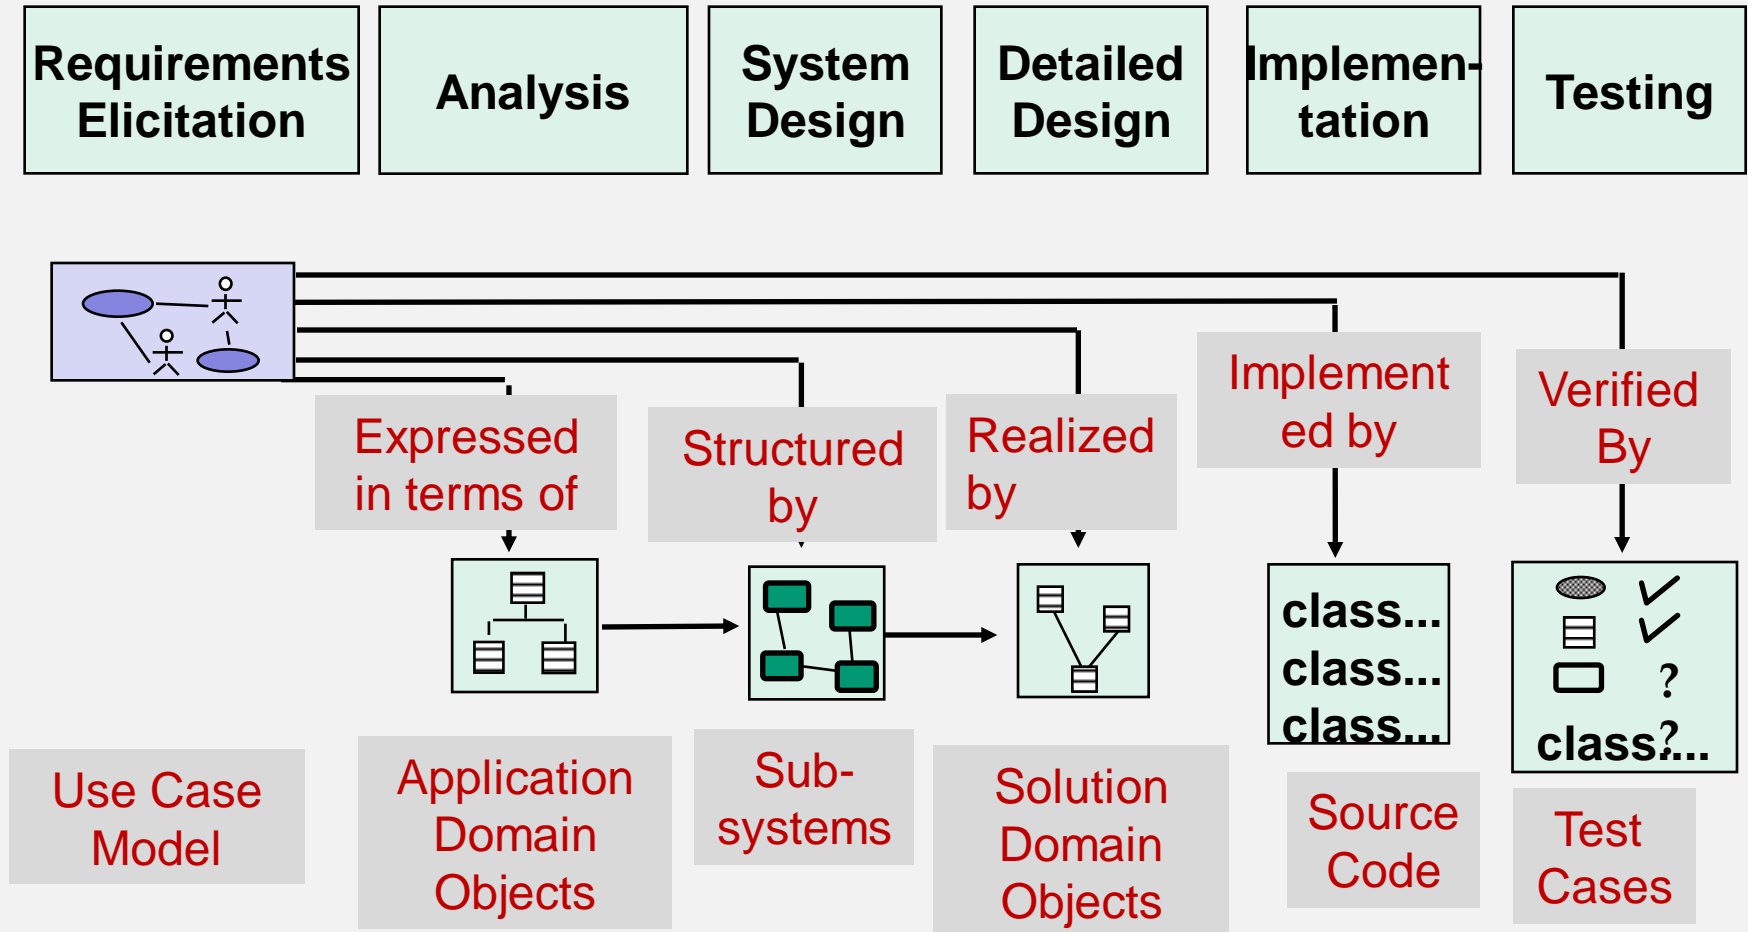 Requirements
Elicitation
Analysis
System
Design
Detailed
Design
Implemen-
tation
Testing
Expressed
in terms of
Structured
by
Realized
by
Implement
ed by
Verified
By
class...
class...
class...
?
?
class....
Use Case
Model
Application
Domain
Objects
Sub-
systems
Solution
Domain
Objects
Source
Code
Test
Cases